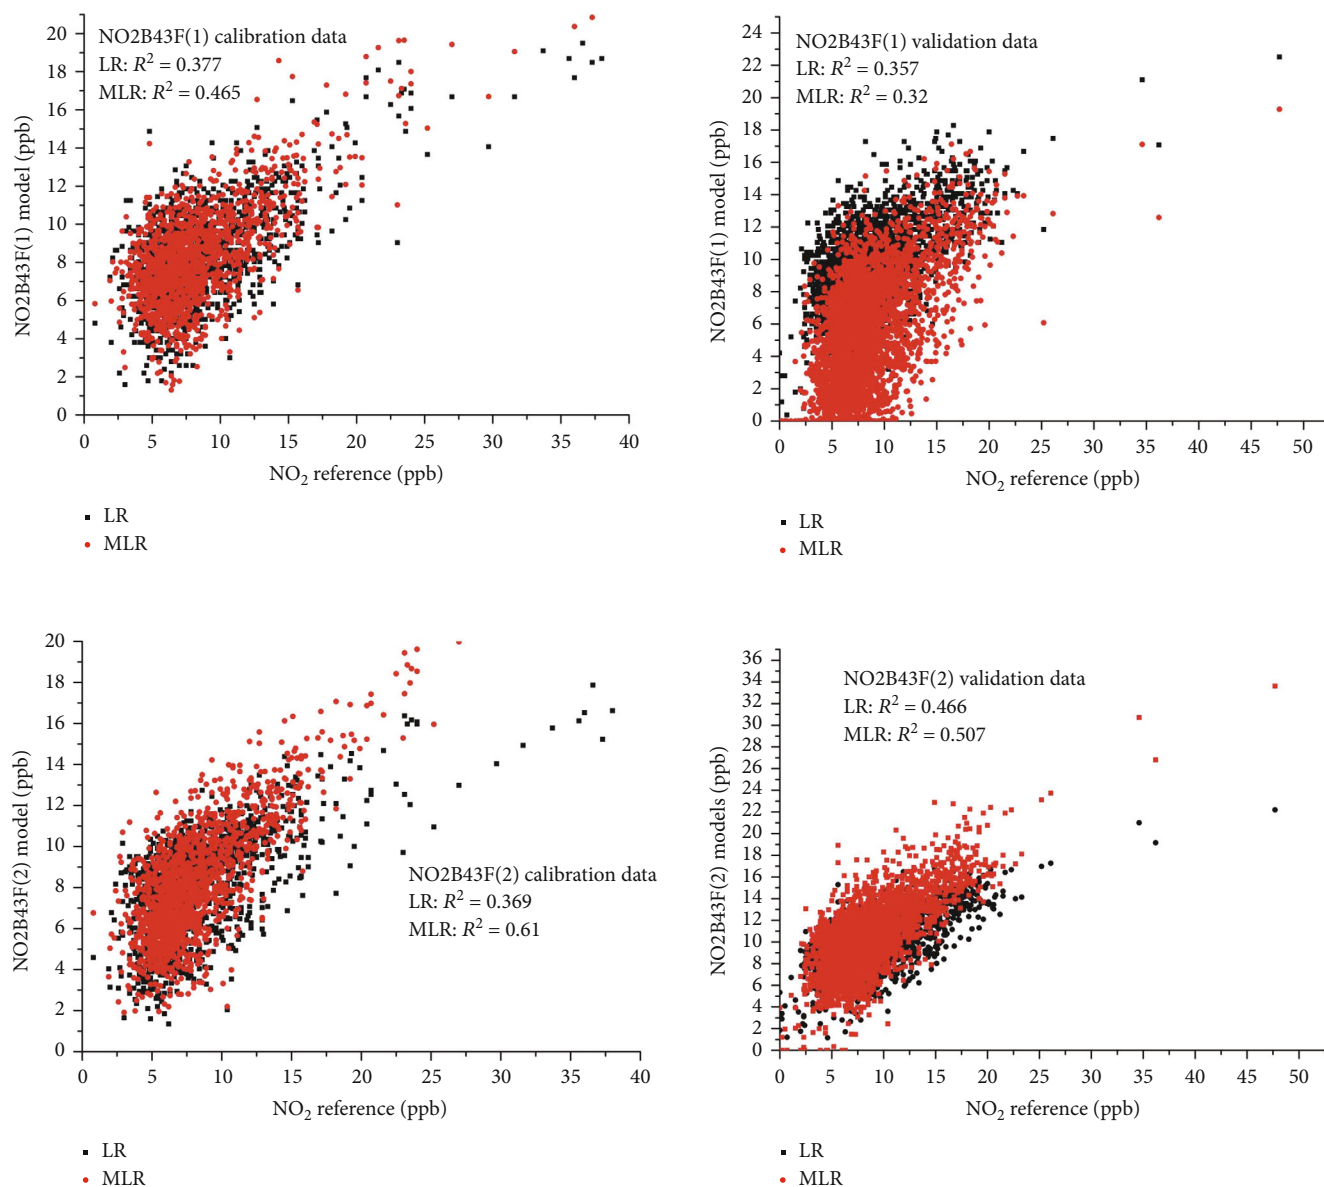 NO2B43F(1) calibration data
LR: R² = 0.377
MLR: R² = 0.465
NO2B43F(1) model (ppb)
20
18
16
14
12
10
8
6
4
2
0
0 5 10 15 20 25 30 35 40
NO₂ reference (ppb)
LR
MLR
NO2B43F(1) validation data
LR: R² = 0.357
MLR: R² = 0.32
NO2B43F(1) model (ppb)
24
22
20
18
16
14
12
10
8
6
4
2
0
0 5 10 15 20 25 30 35 40 45 50
NO₂ reference (ppb)
LR
MLR
NO2B43F(2) calibration data
LR: R² = 0.369
MLR: R² = 0.61
NO2B43F(2) model (ppb)
20
18
16
14
12
10
8
6
4
2
0
0 5 10 15 20 25 30 35 40
NO₂ reference (ppb)
LR
MLR
NO2B43F(2) validation data
LR: R² = 0.466
MLR: R² = 0.507
NO2B43F(2) models (ppb)
36
34
32
30
28
26
24
22
20
18
16
14
12
10
8
6
4
2
0
0 5 10 15 20 25 30 35 40 45 50
NO₂ reference (ppb)
LR
MLR